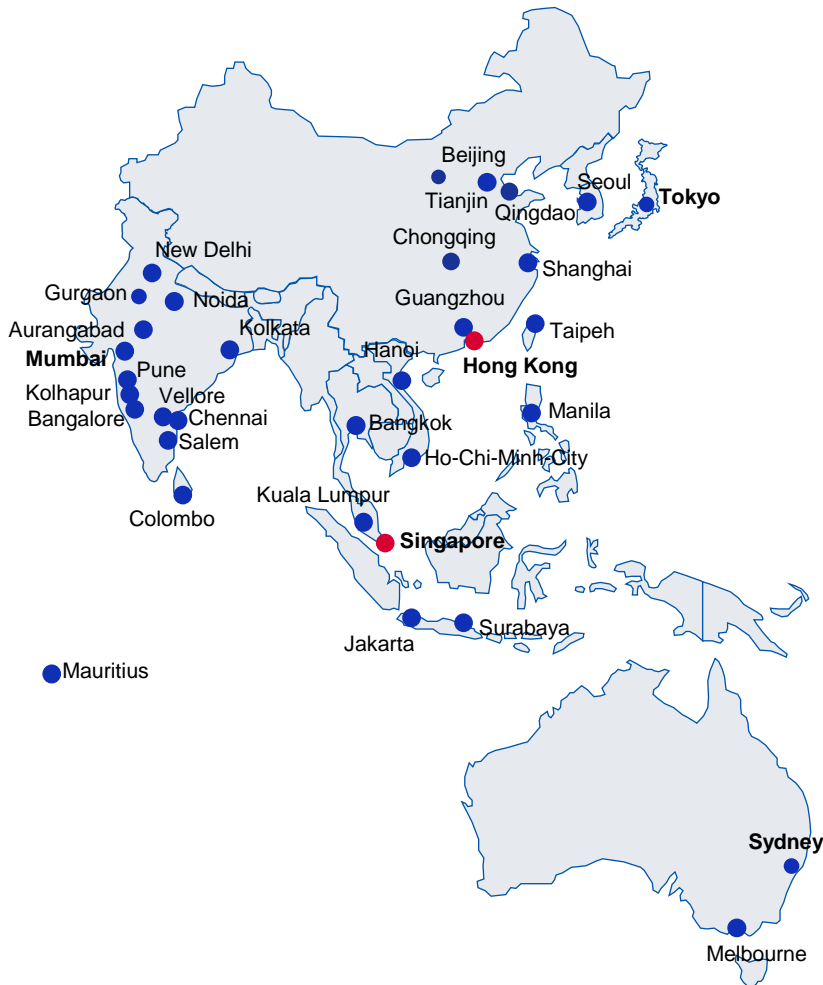 Beijing
Seoul
Tianjin
Tokyo
Qingdao
Chongqing
New Delhi
Shanghai
Gurgaon
Noida
Guangzhou
Aurangabad
Kolkata
Taipeh
Mumbai
Hanoi
Hong Kong
Pune
Kolhapur
Vellore
Bangalore
Chennai
Manila
Bangkok
Salem
Ho-Chi-Minh-City
Kuala Lumpur
Colombo
Singapore
Surabaya
Jakarta
Mauritius
Sydney
Melbourne